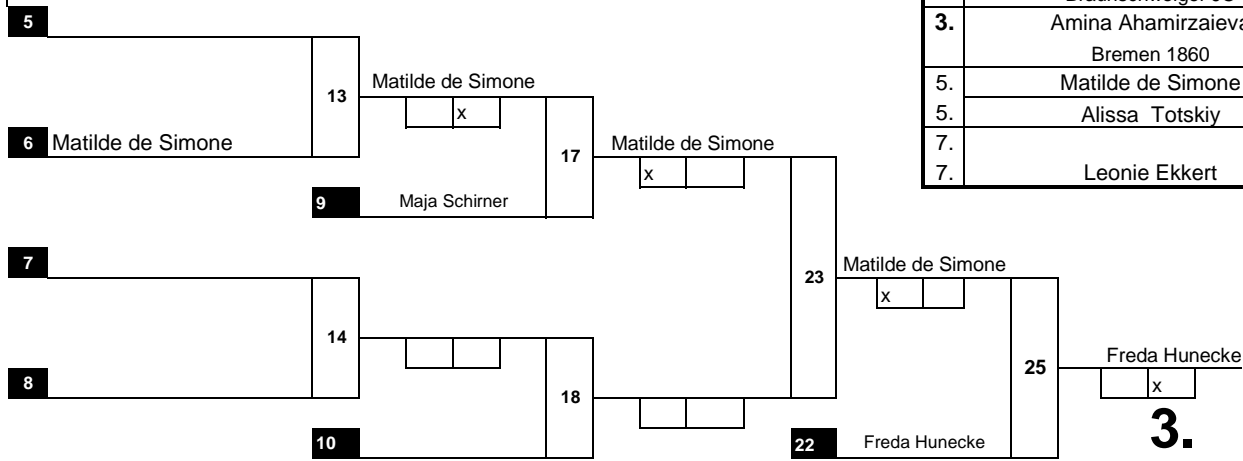 5
3. Amina Ahamirzaieva
Bremen 1860
13 Matilde de Simone
x
5. Matilde de Simone
5. Alissa Totskiy
6 Matilde de Simone
17 Matilde de Simone
x
7.
7. Leonie Ekkert
9 Maja Schirner
7
23 Matilde de Simone
x
14
25 Freda Hunecke
x
8
18
3.
10
22 Freda Hunecke